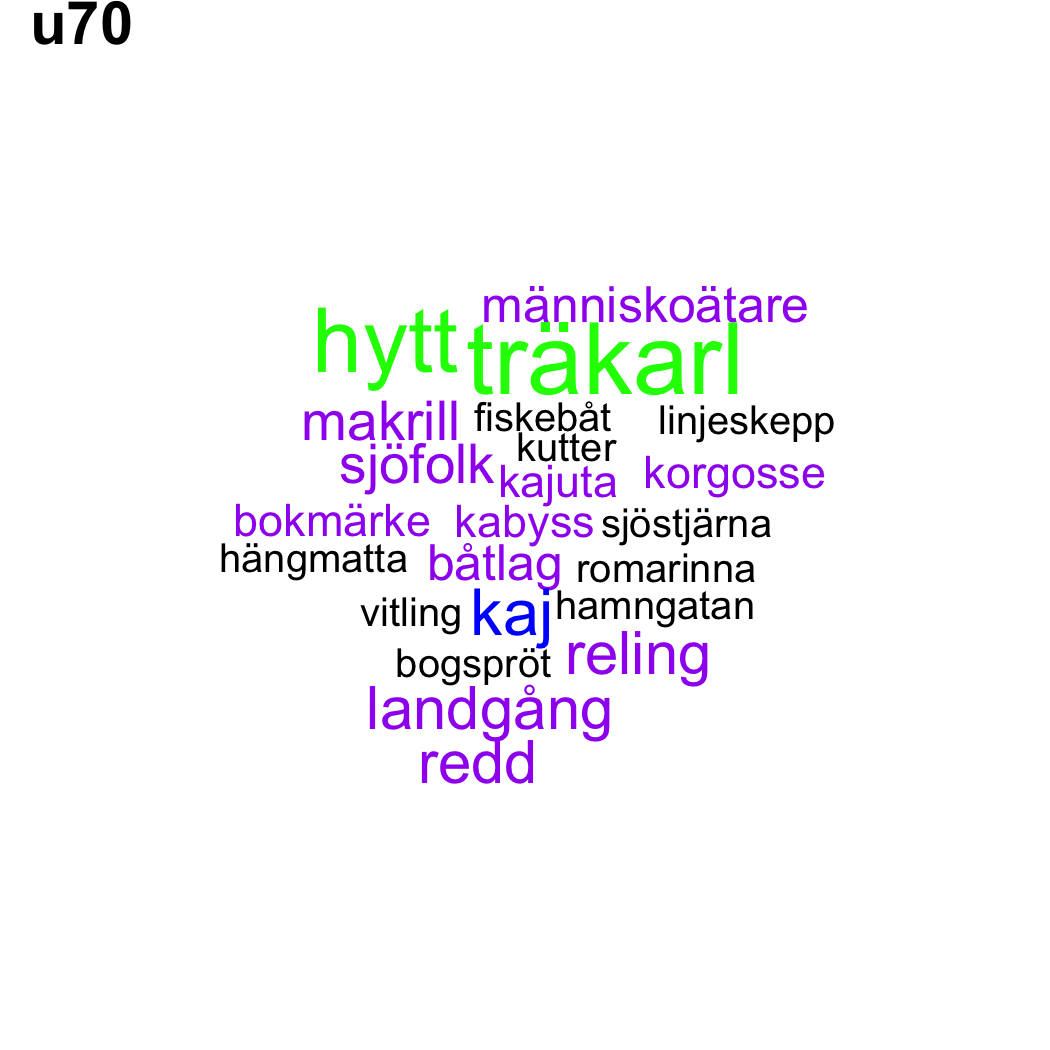 u70
människoätare
hytt träkarl
makrill fiskebåt linjeskepp
kutter
sjöfolk kajuta korgosse
bokmärke kabyss sjöstjärna
hängmatta båtlag romarinna
vitling kaj hamngatan
bogspröt reling
landgång
redd